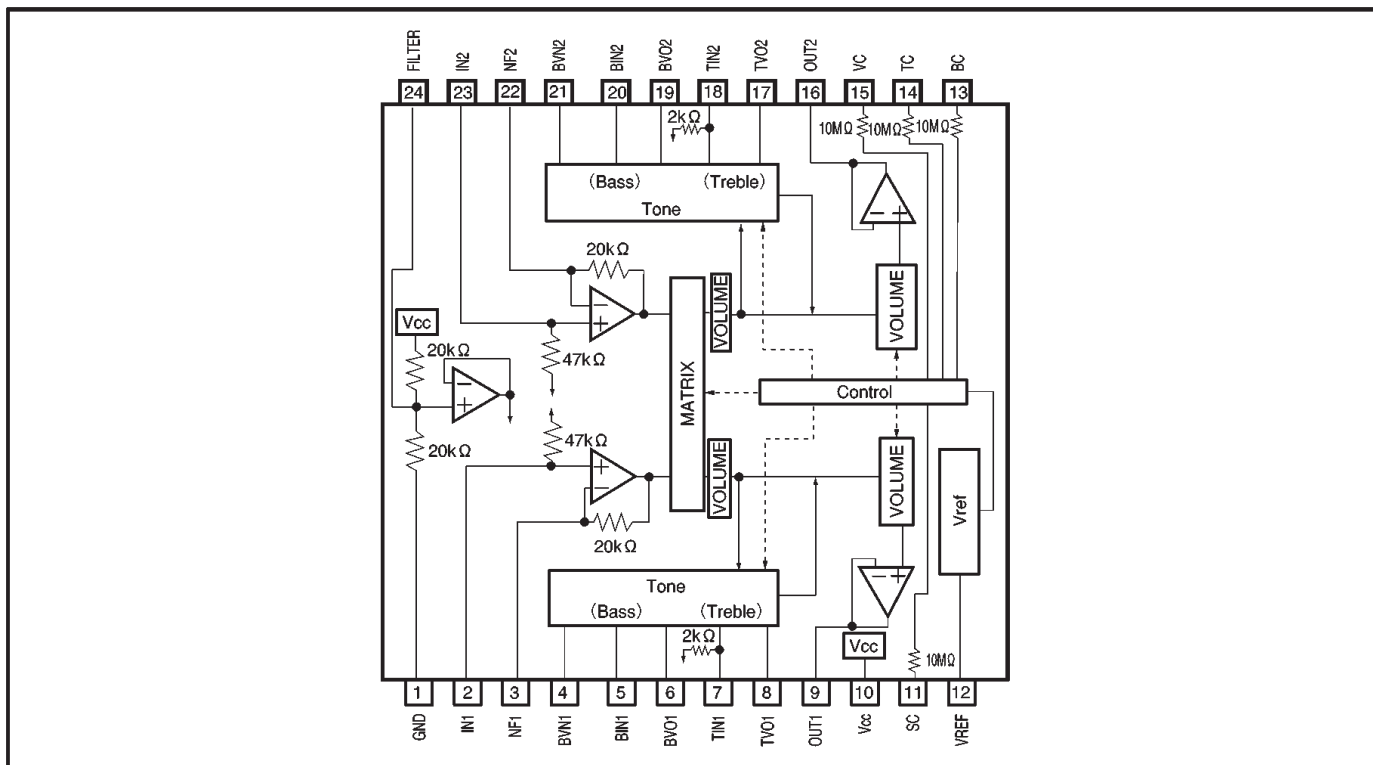 FILTER
IN2
NF2
BVN2
BIN2
BVO2
TIN2
TVO2
OUT2
VC
TC
BC
24
23
22
21
20
19
18
17
16
15
14
13
2kΩ
10MΩ
10MΩ
10MΩ
(Bass)
(Treble)
Tone
− +
20kΩ
VOLUME
VOLUME
−
+
Vcc
20kΩ
47kΩ
−
+
MATRIX
Control
47kΩ
20kΩ
+
−
VOLUME
VOLUME
Vref
20kΩ
− +
Tone
(Bass)
(Treble)
2kΩ
Vcc
10MΩ
1
2
3
4
5
6
7
8
9
10
11
12
GND
IN1
NF1
BVN1
BIN1
BVO1
TIN1
TVO1
OUT1
Vcc
SC
VREF